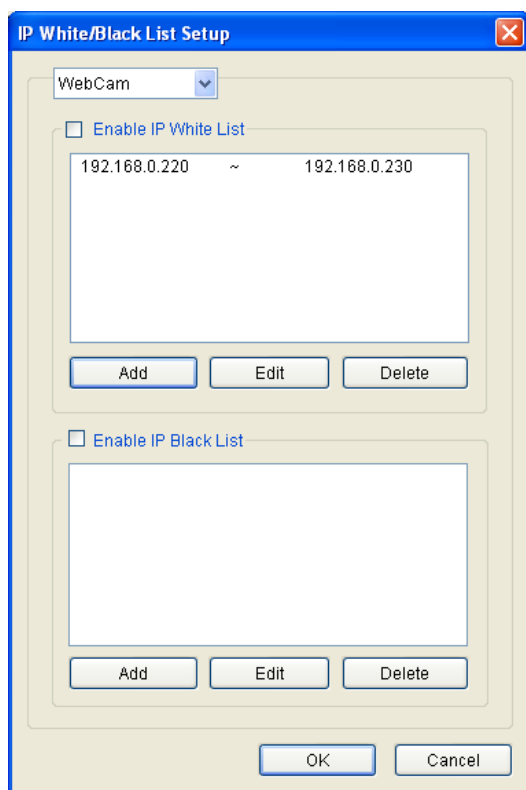 IP White/Black List Setup
WebCam
Enable IP White List
192.168.0.220 ~ 192.168.0.230
Add Edit Delete
Enable IP Black List
Add Edit Delete
OK Cancel